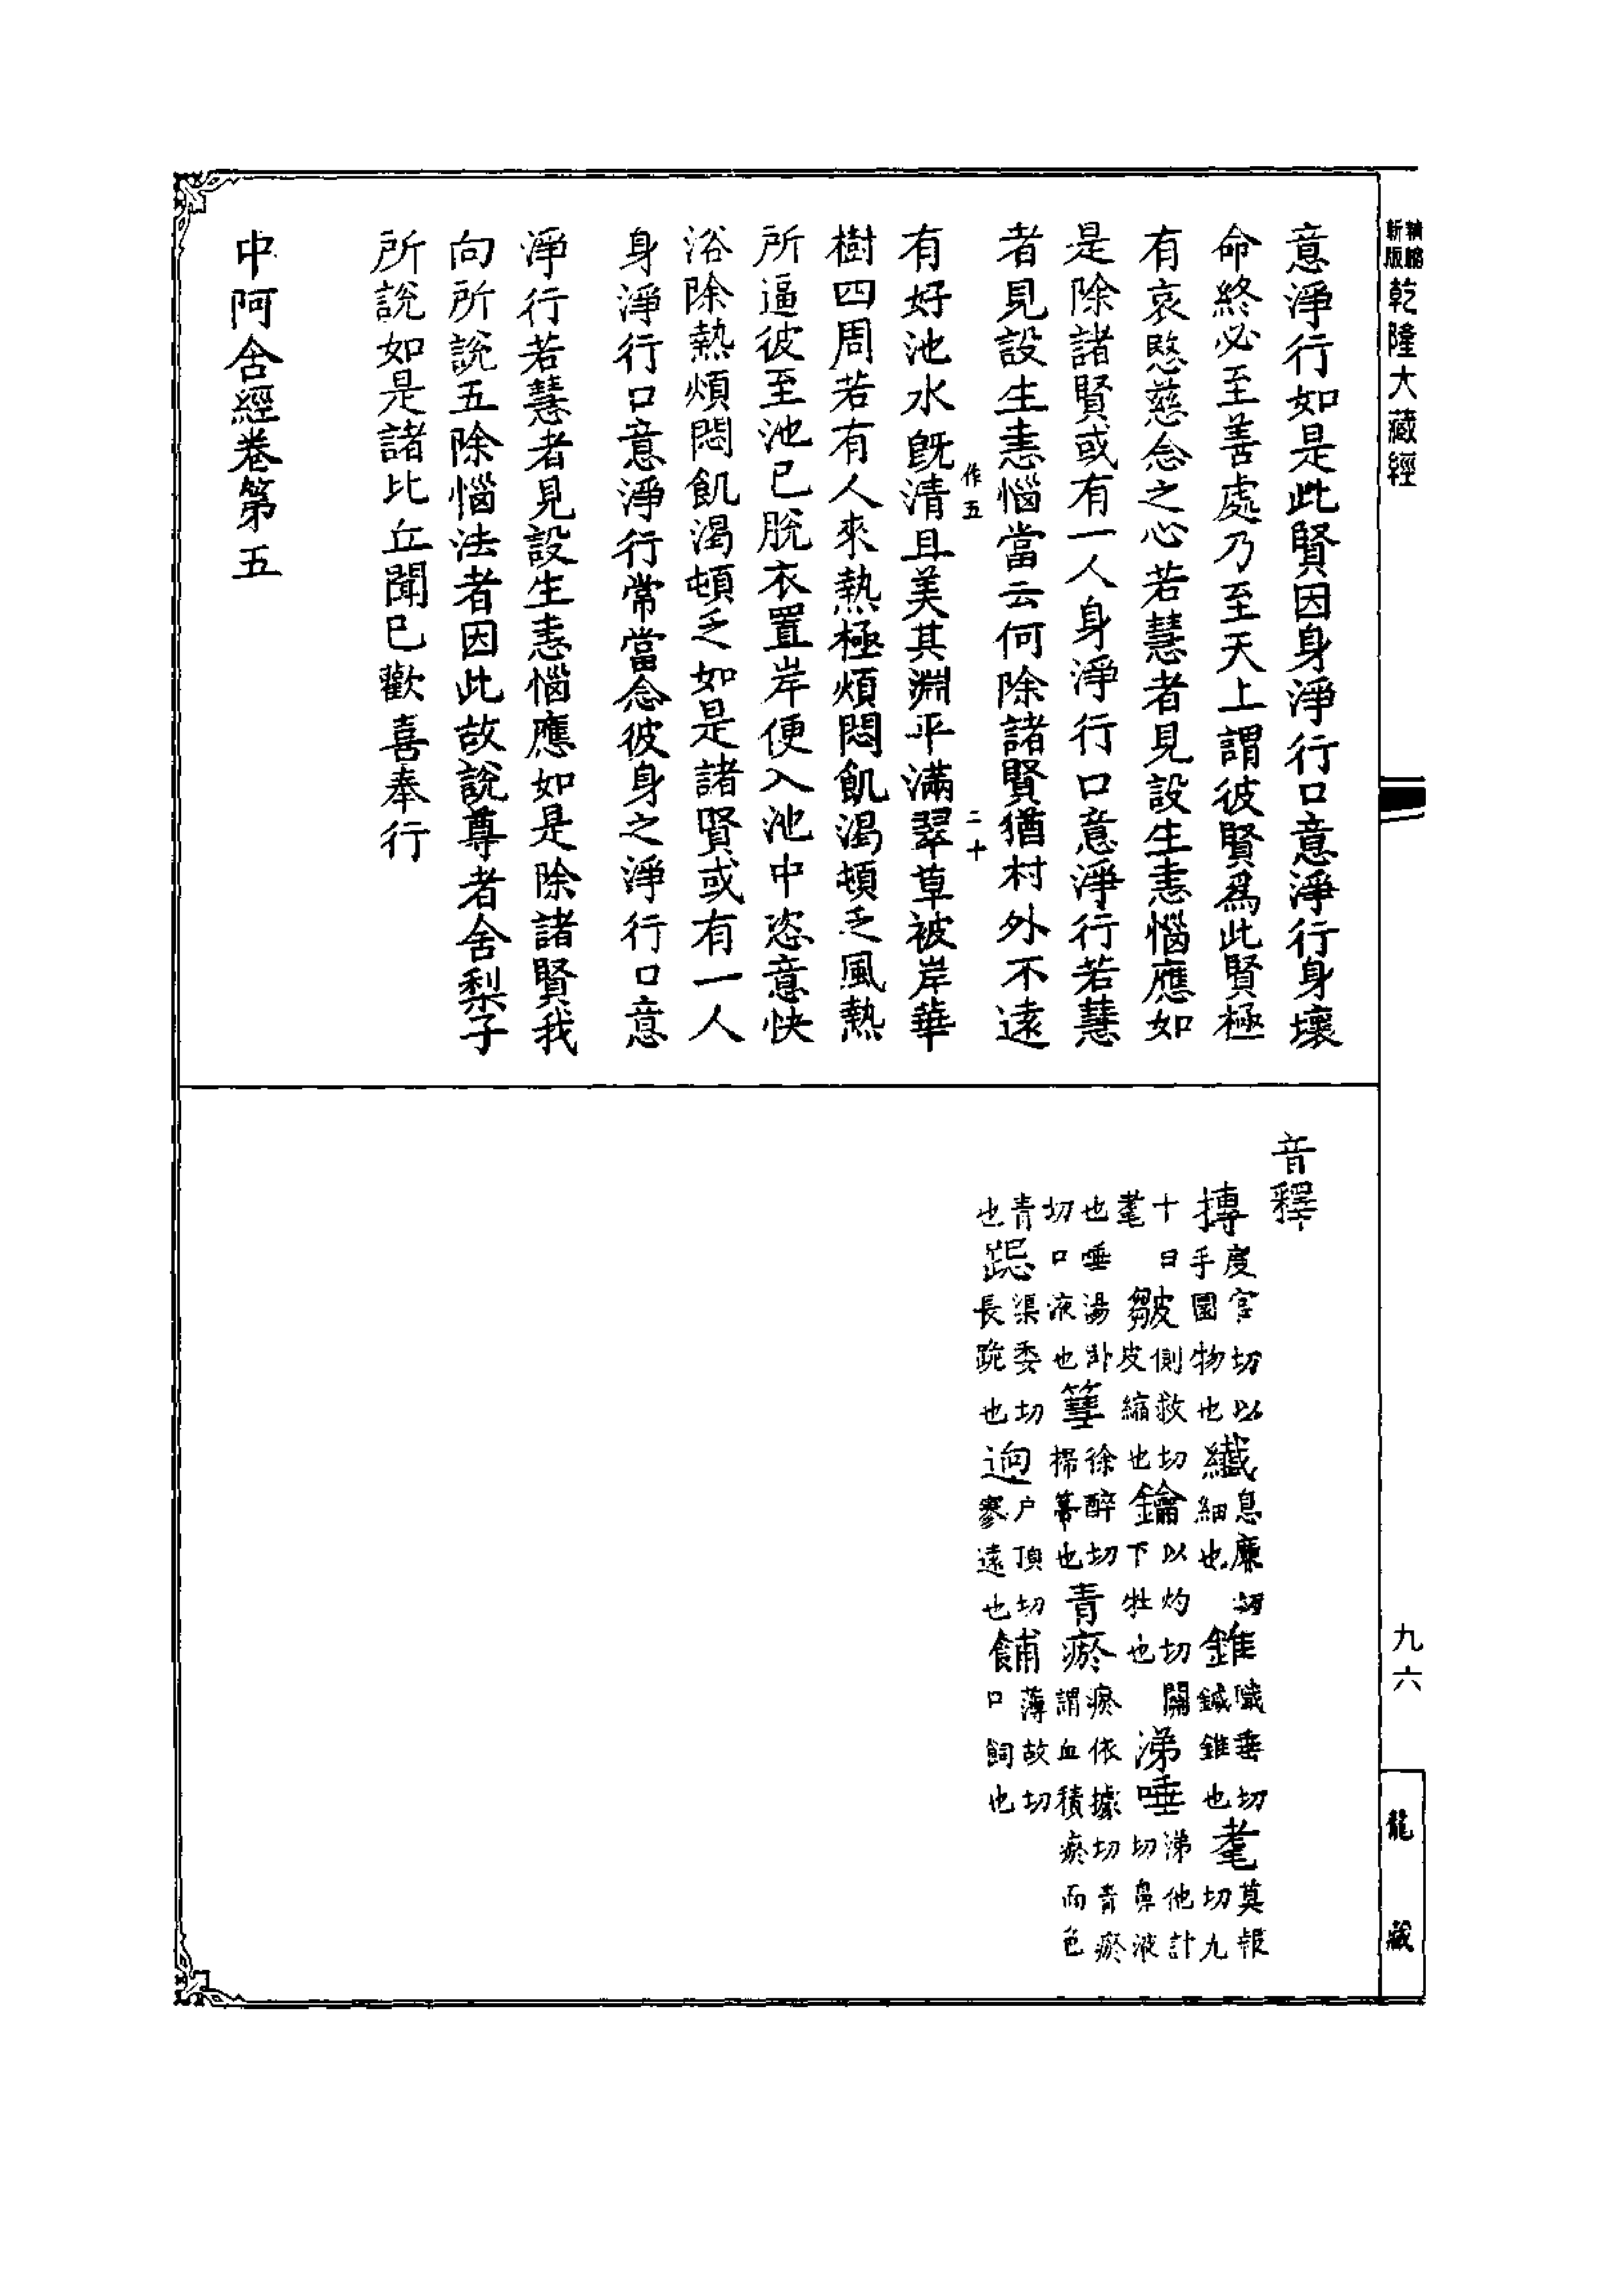 精縮新版 乾隆大藏經
意淨行如是此賢因身淨行口意淨行身壞
命終必至善處乃至天上謂彼賢爲此賢極
有哀愍慈念之心若慧者見設生恚惱應如
是除諸賢或有一人身淨行口意淨行若慧
者見設生恚惱當云何除諸賢猶村外不遠
作五 二十
有好池水既清且美其淵平滿翠草被岸華
樹四周若有人來熱極煩悶飢渴頓乏風熱
所逼彼至池已脫衣置岸便入池中恣意快
浴除熱煩悶飢渴頓乏如是諸賢或有一人
身淨行口意淨行常當念彼身之淨行口意
淨行若慧者見設生恚惱應如是除諸賢我
向所說五除惱法者因此故說尊者舍梨子
所說如是諸比丘聞已歡喜奉行
中阿含經卷第五
音釋
摶 度官切以手圜物也 纎 息廉切細也 錐 職垂切鍼錐也 耄 莫報切九
十曰耄 皺 側救切皮縮也 鑰 以灼切關下牡也 涕唾 涕他計切鼻液
也唾湯卧切口液也 篲 徐醉切掃箒也 青瘀 瘀依據切青瘀謂血積瘀而色
青也 跽 渠委切長跪也 逈 户頂切寥遠也 餔 薄故切口飼也
九六
龍藏